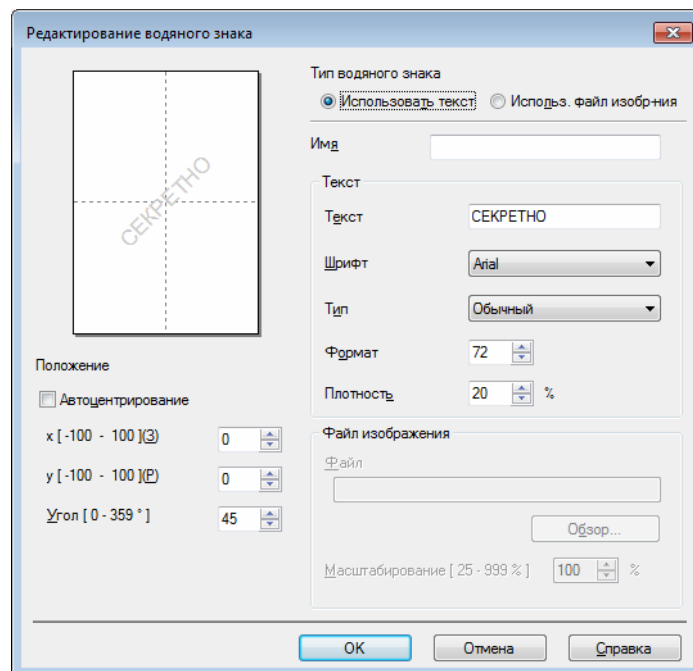 Редактирование водяного знака
СЕКРЕТНО
Тип водяного знака
Использовать текст Использ. файл изобр-ния
Имя
Текст
Текст СЕКРЕТНО
Шрифт Arial
Тип Обычный
Формат 72
Плотность 20 %
Положение
Автоцентрирование
x [ -100 - 100 ](З) 0
y [ -100 - 100 ](Р) 0
Угол [ 0 - 359 ° ] 45
Файл изображения
Файл
Обзор...
Масштабирование [ 25 - 999 % ] 100 %
OK Отмена Справка